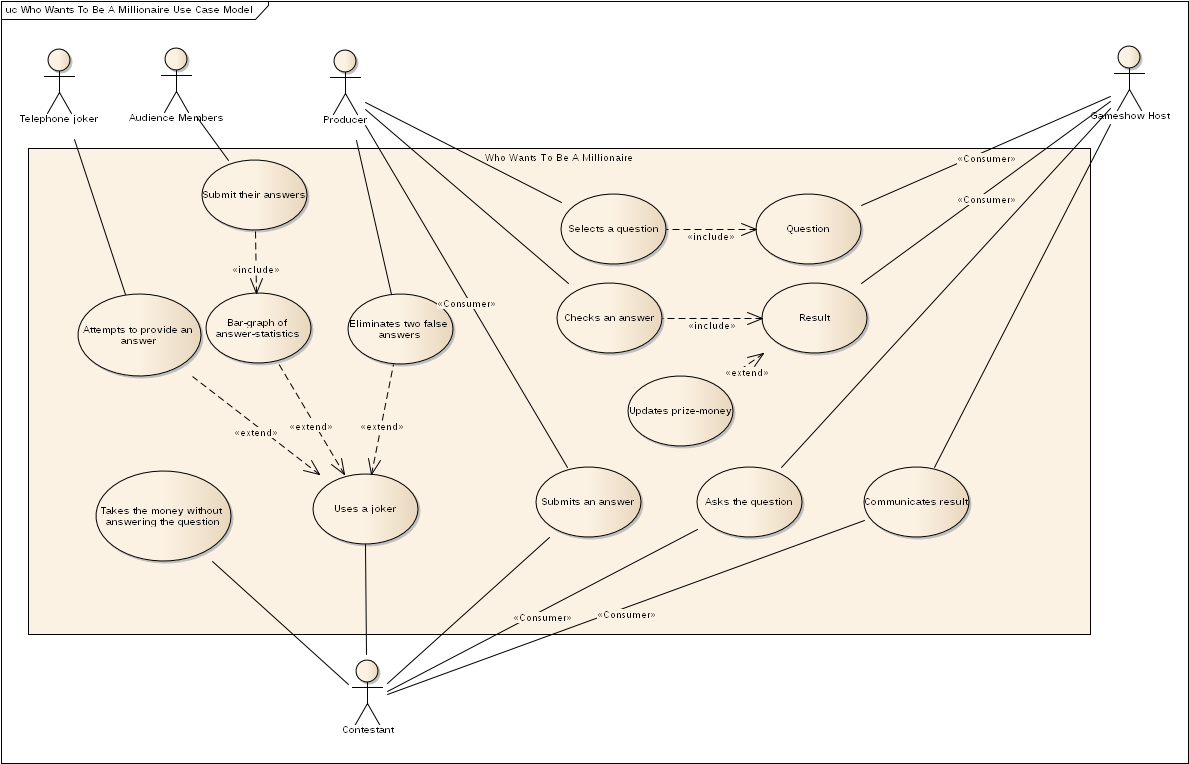 uc Who Wants To Be A Millionaire Use Case Model
Telephone joker
Audience Members
Producer
Gameshow Host
Who Wants To Be A Millionaire
«Consumer»
Submit their answers
«Consumer»
Selects a question
«include»
Question
«include»
Attempts to provide an
answer
Bar-graph of
answer-statistics
Eliminates two false
answers
«Consumer»
Checks an answer
«include»
Result
«extend»
Updates prize-money
«extend»
«extend»
«extend»
Takes the money without
answering the question
Uses a joker
Submits an answer
Asks the question
Communicates result
«Consumer»
«Consumer»
Contestant